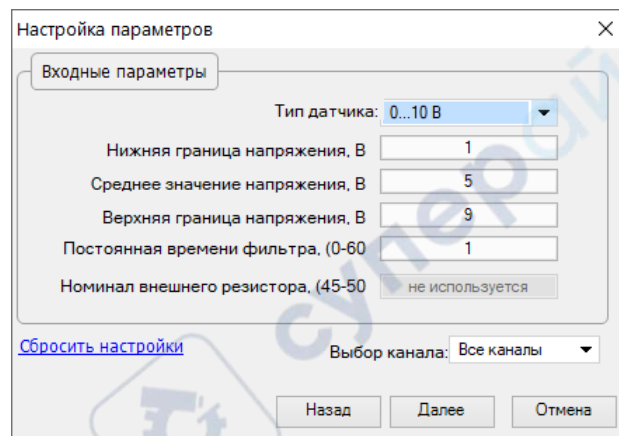 Настройка параметров
Входные параметры
Тип датчика: 0...10 В
Нижняя граница напряжения, В 1
Среднее значение напряжения, В 5
Верхняя граница напряжения, В 9
Постоянная времени фильтра, (0-60 1
Номинал внешнего резистора, (45-50 не используется
Сбросить настройки Выбор канала: Все каналы
Назад Далее Отмена
суперай